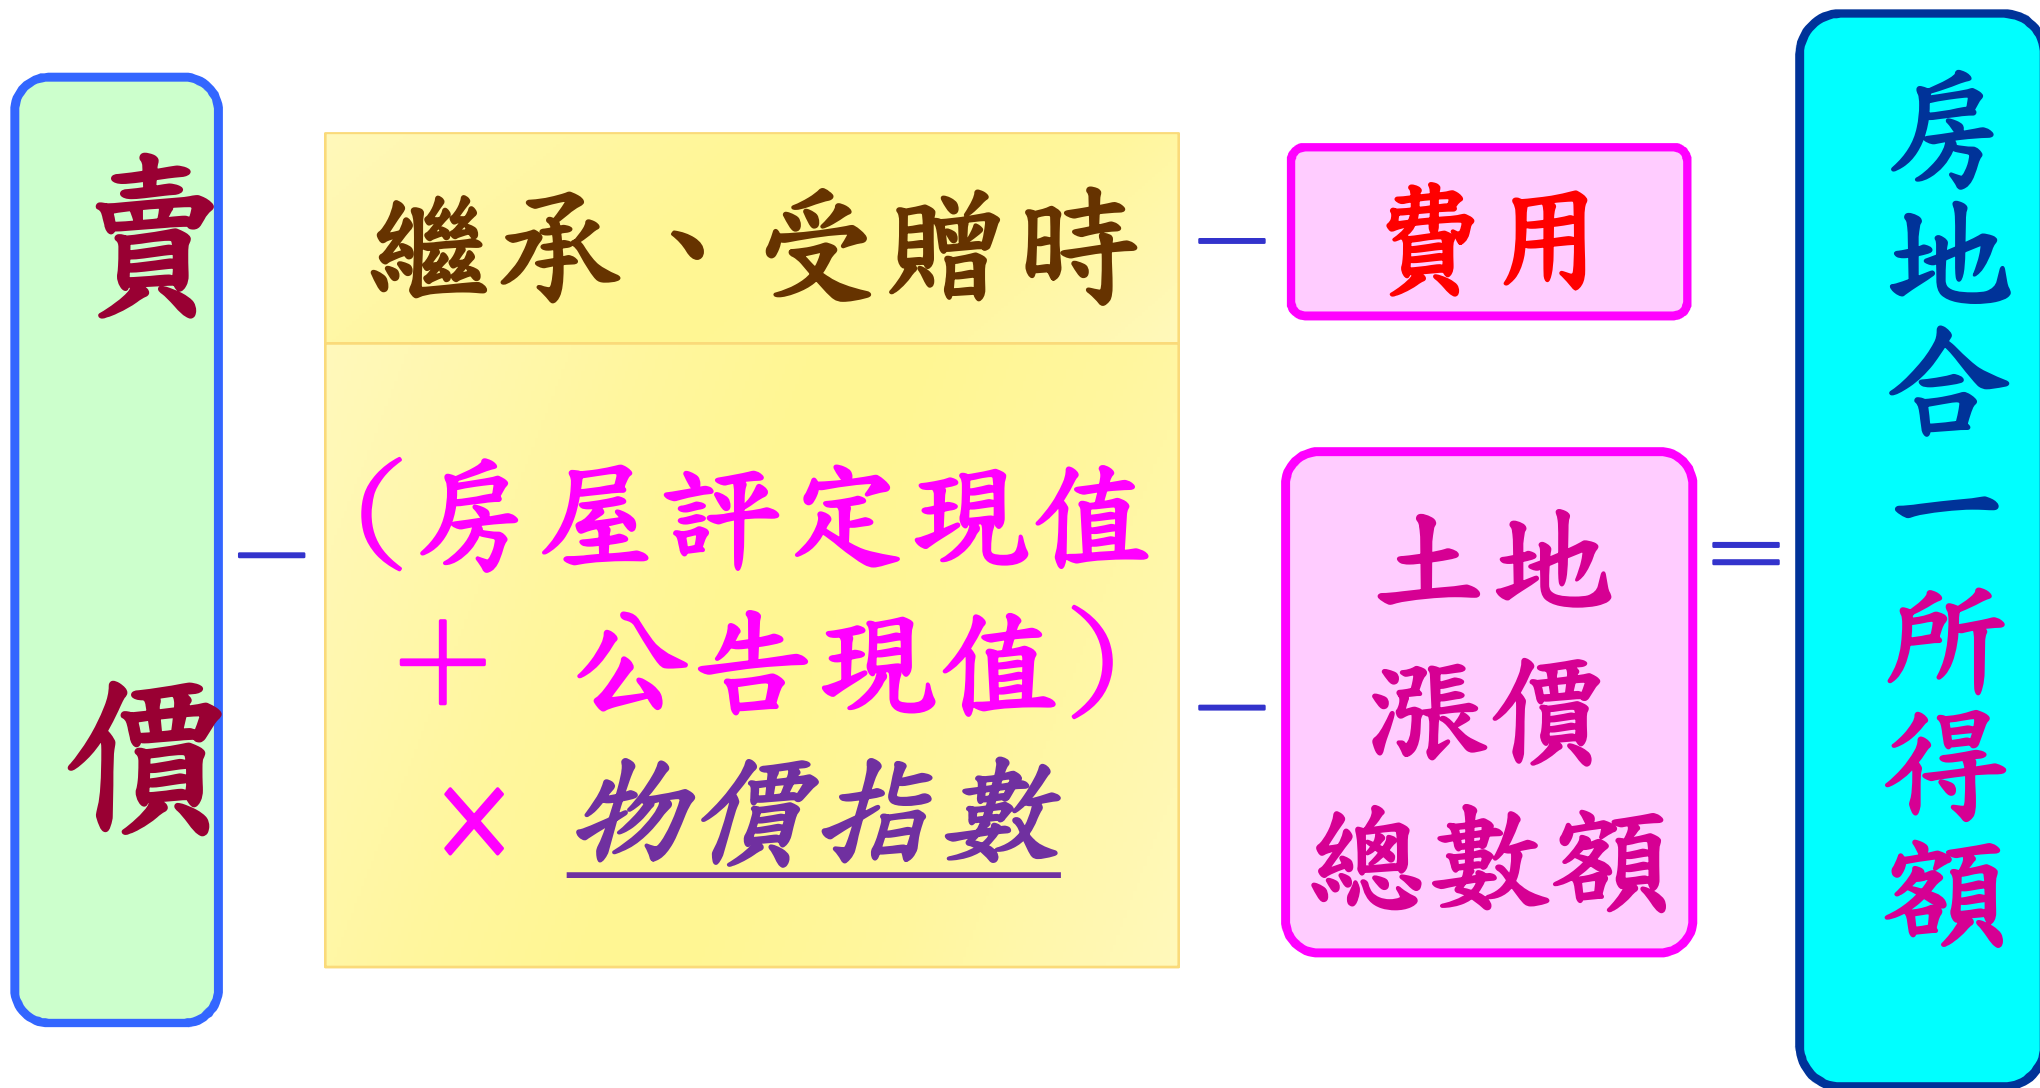 賣價
—
繼承、受贈時
(房屋評定現值
+ 公告現值)
× 物價指數
— 費用
— 土地
漲價
總數額
=
房地合一所得額